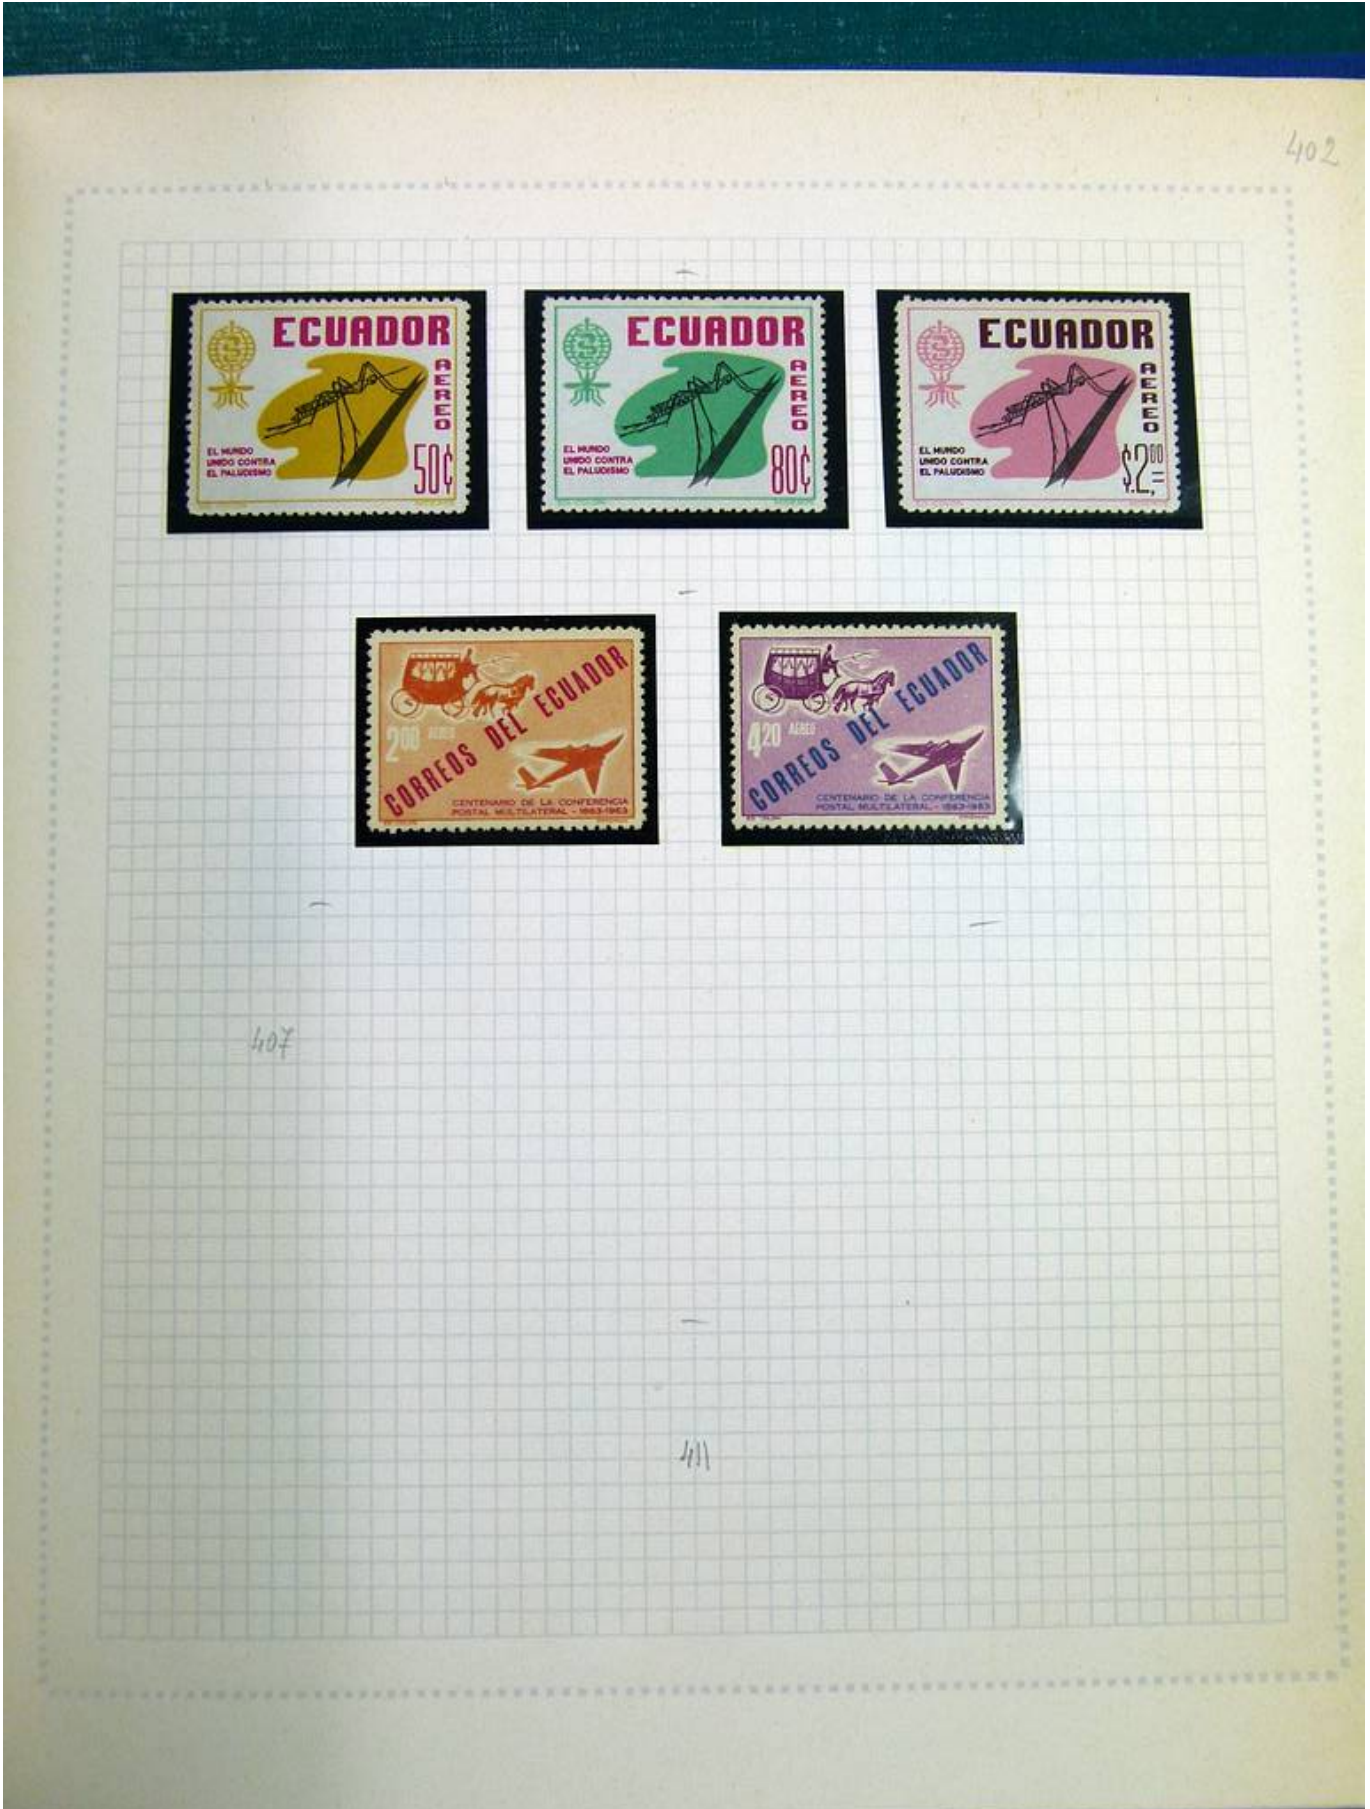 402
ECUADOR
AEREO
EL MUNDO
UNIDO CONTRA
EL PALUDISMO
50¢
ECUADOR
AEREO
EL MUNDO
UNIDO CONTRA
EL PALUDISMO
80¢
ECUADOR
AEREO
EL MUNDO
UNIDO CONTRA
EL PALUDISMO
$.2,00
CORREOS DEL ECUADOR
2.00 AEREO
CENTENARIO DE LA CONFERENCIA
POSTAL MULTILATERAL - 1863-1963
CORREOS DEL ECUADOR
4.20 AEREO
CENTENARIO DE LA CONFERENCIA
POSTAL MULTILATERAL - 1863-1963
407
411